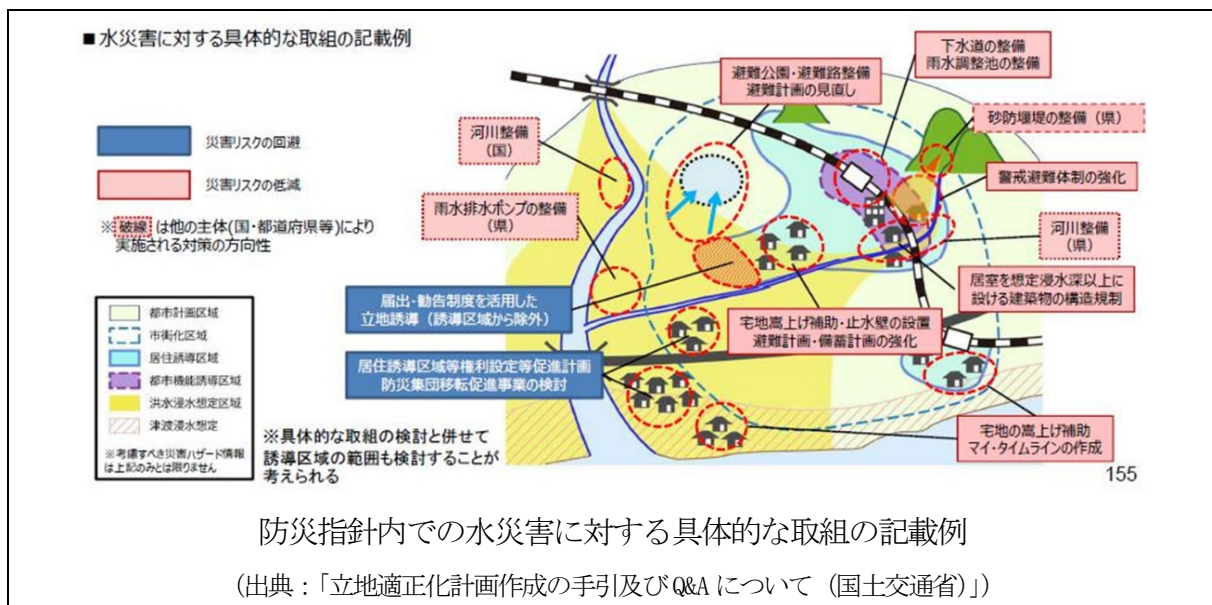 ■水災害に対する具体的な取組の記載例
災害リスクの回避
災害リスクの低減
※破線は他の主体(国・都道府県等)により
実施される対策の方向性
都市計画区域
市街化区域
居住誘導区域
都市機能誘導区域
洪水浸水想定区域
津波浸水想定
※考慮すべき災害ハザード情報
は上記のみとは限りません
下水道の整備
雨水調整池の整備
避難公園・避難路整備
避難計画の見直し
砂防堰堤の整備（県）
河川整備
（国）
警戒避難体制の強化
雨水排水ポンプの整備
（県）
河川整備
（県）
居室を想定浸水深以上に
設ける建築物の構造規制
届出・勧告制度を活用した
立地誘導（誘導区域から除外）
宅地嵩上げ補助・止水壁の設置
避難計画・備蓄計画の強化
居住誘導区域等権利設定等促進計画
防災集団移転促進事業の検討
宅地の嵩上げ補助
マイ・タイムラインの作成
※具体的な取組の検討と併せて
誘導区域の範囲も検討することが
考えられる
155
防災指針内での水災害に対する具体的な取組の記載例
（出典：「立地適正化計画作成の手引及びQ&Aについて（国土交通省）」）